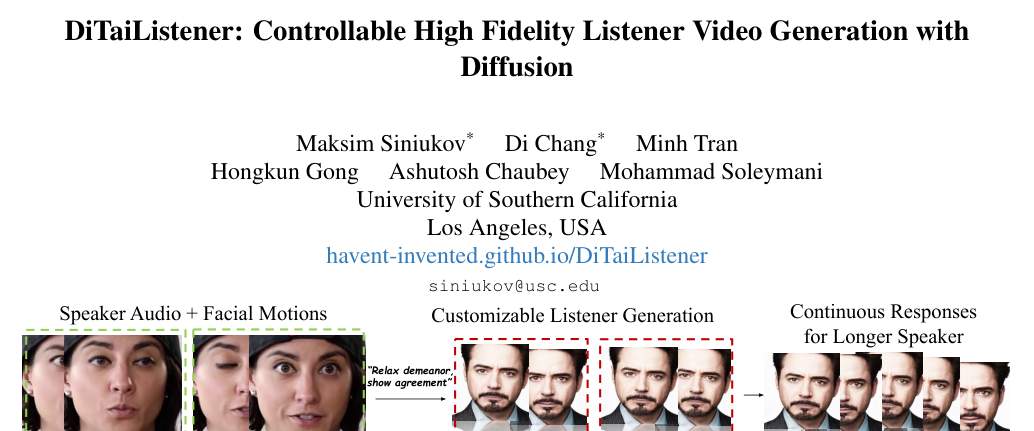 DiTaiListener: Controllable High Fidelity Listener Video Generation with
Diffusion
Maksim Siniukov* Di Chang* Minh Tran
Hongkun Gong Ashutosh Chaubey Mohammad Soleymani
University of Southern California
Los Angeles, USA
havent-invented.github.io/DiTaiListener
siniukov@usc.edu
Speaker Audio + Facial Motions
Customizable Listener Generation
Continuous Responses
for Longer Speaker
"Relax demeanor,
show agreement"